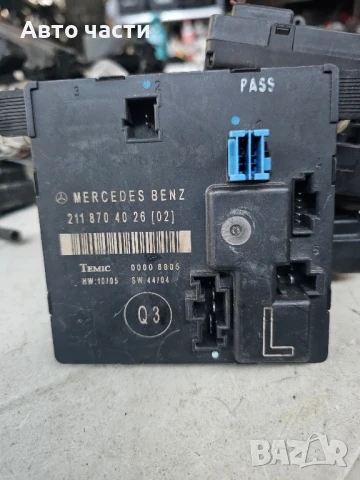 Авто части
PASS
3
2
MERCEDES BENZ
211 870 40 26 [02]
TEMIC 0000 8805
HW:10/05 SW:44/04
Q3
L
BAZAR
bg